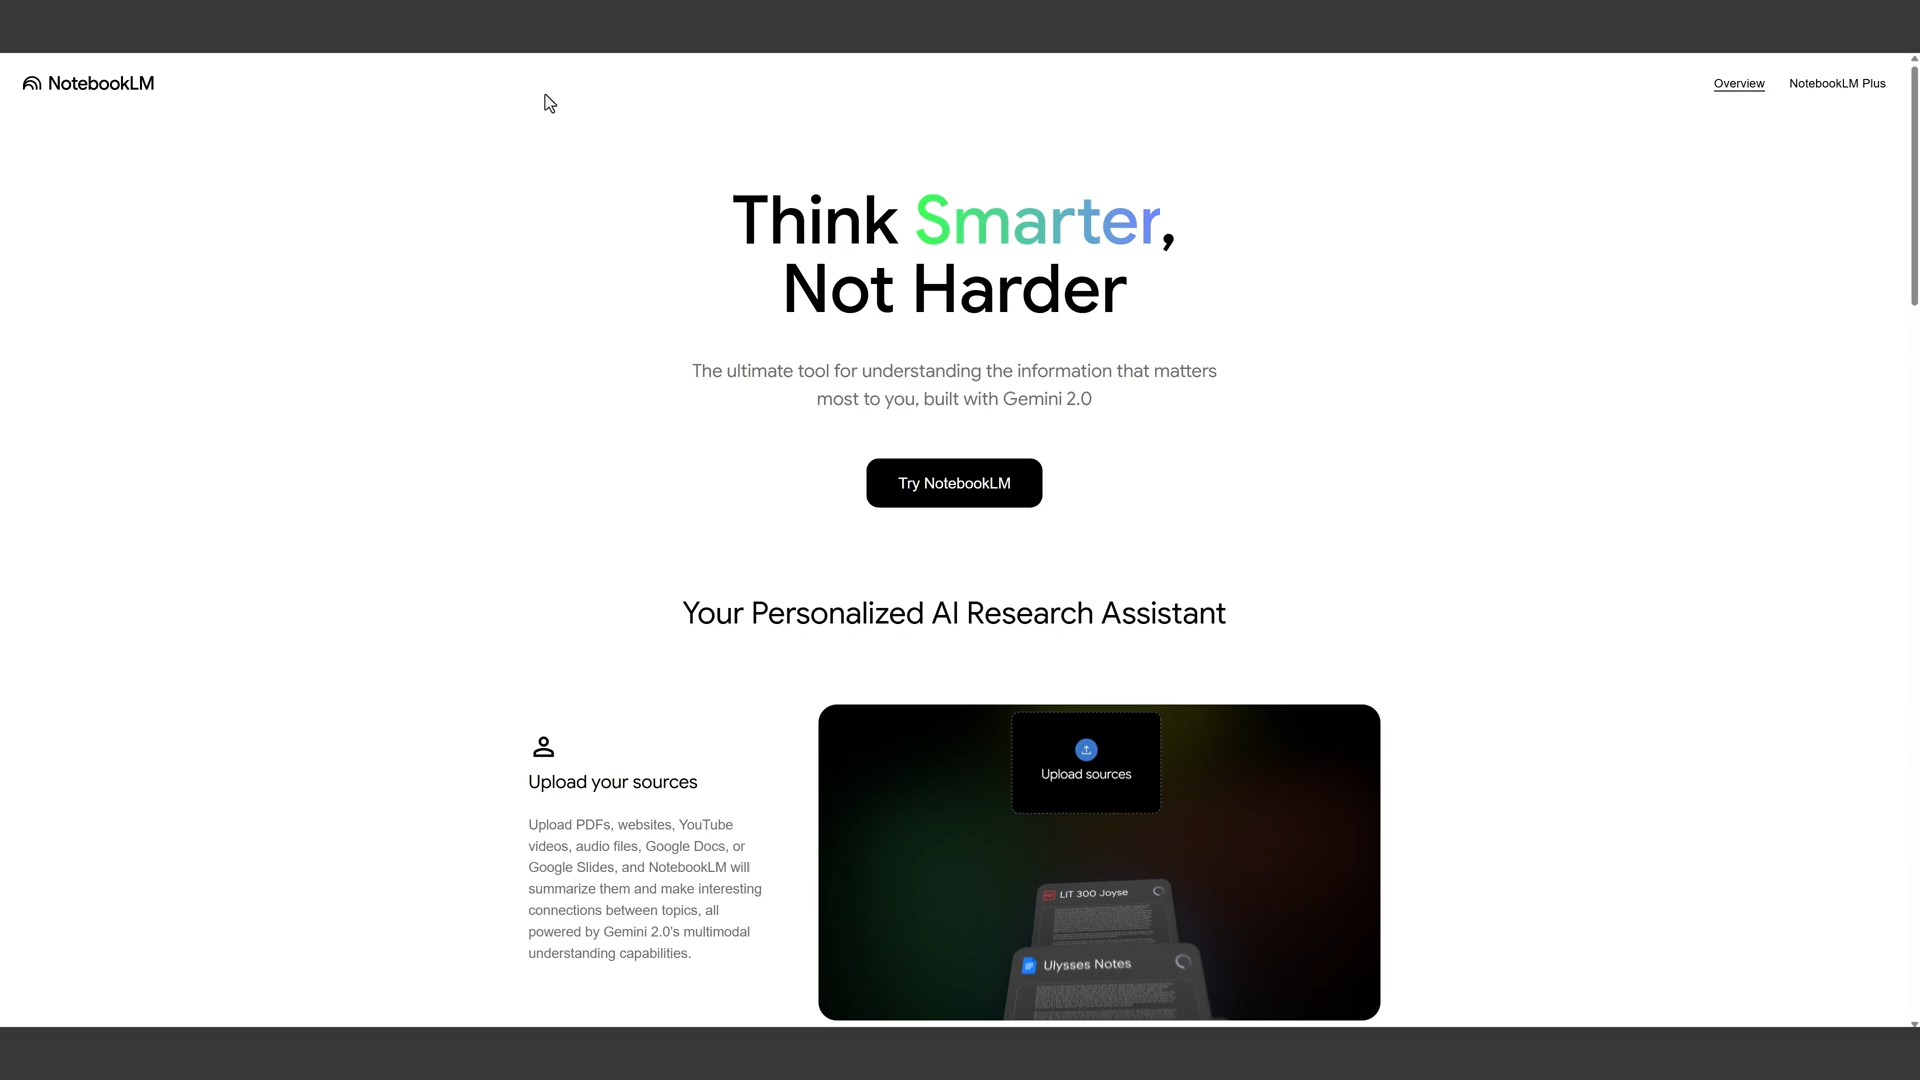 NotebookLM
Overview
NotebookLM Plus
Think Smarter,
Not Harder
The ultimate tool for understanding the information that matters
most to you, built with Gemini 2.0
Try NotebookLM
Your Personalized AI Research Assistant
Upload your sources
Upload PDFs, websites, YouTube
videos, audio files, Google Docs, or
Google Slides, and NotebookLM will
summarize them and make interesting
connections between topics, all
powered by Gemini 2.0's multimodal
understanding capabilities.
Upload sources
LIT 300 Joyse
Ulysses Notes